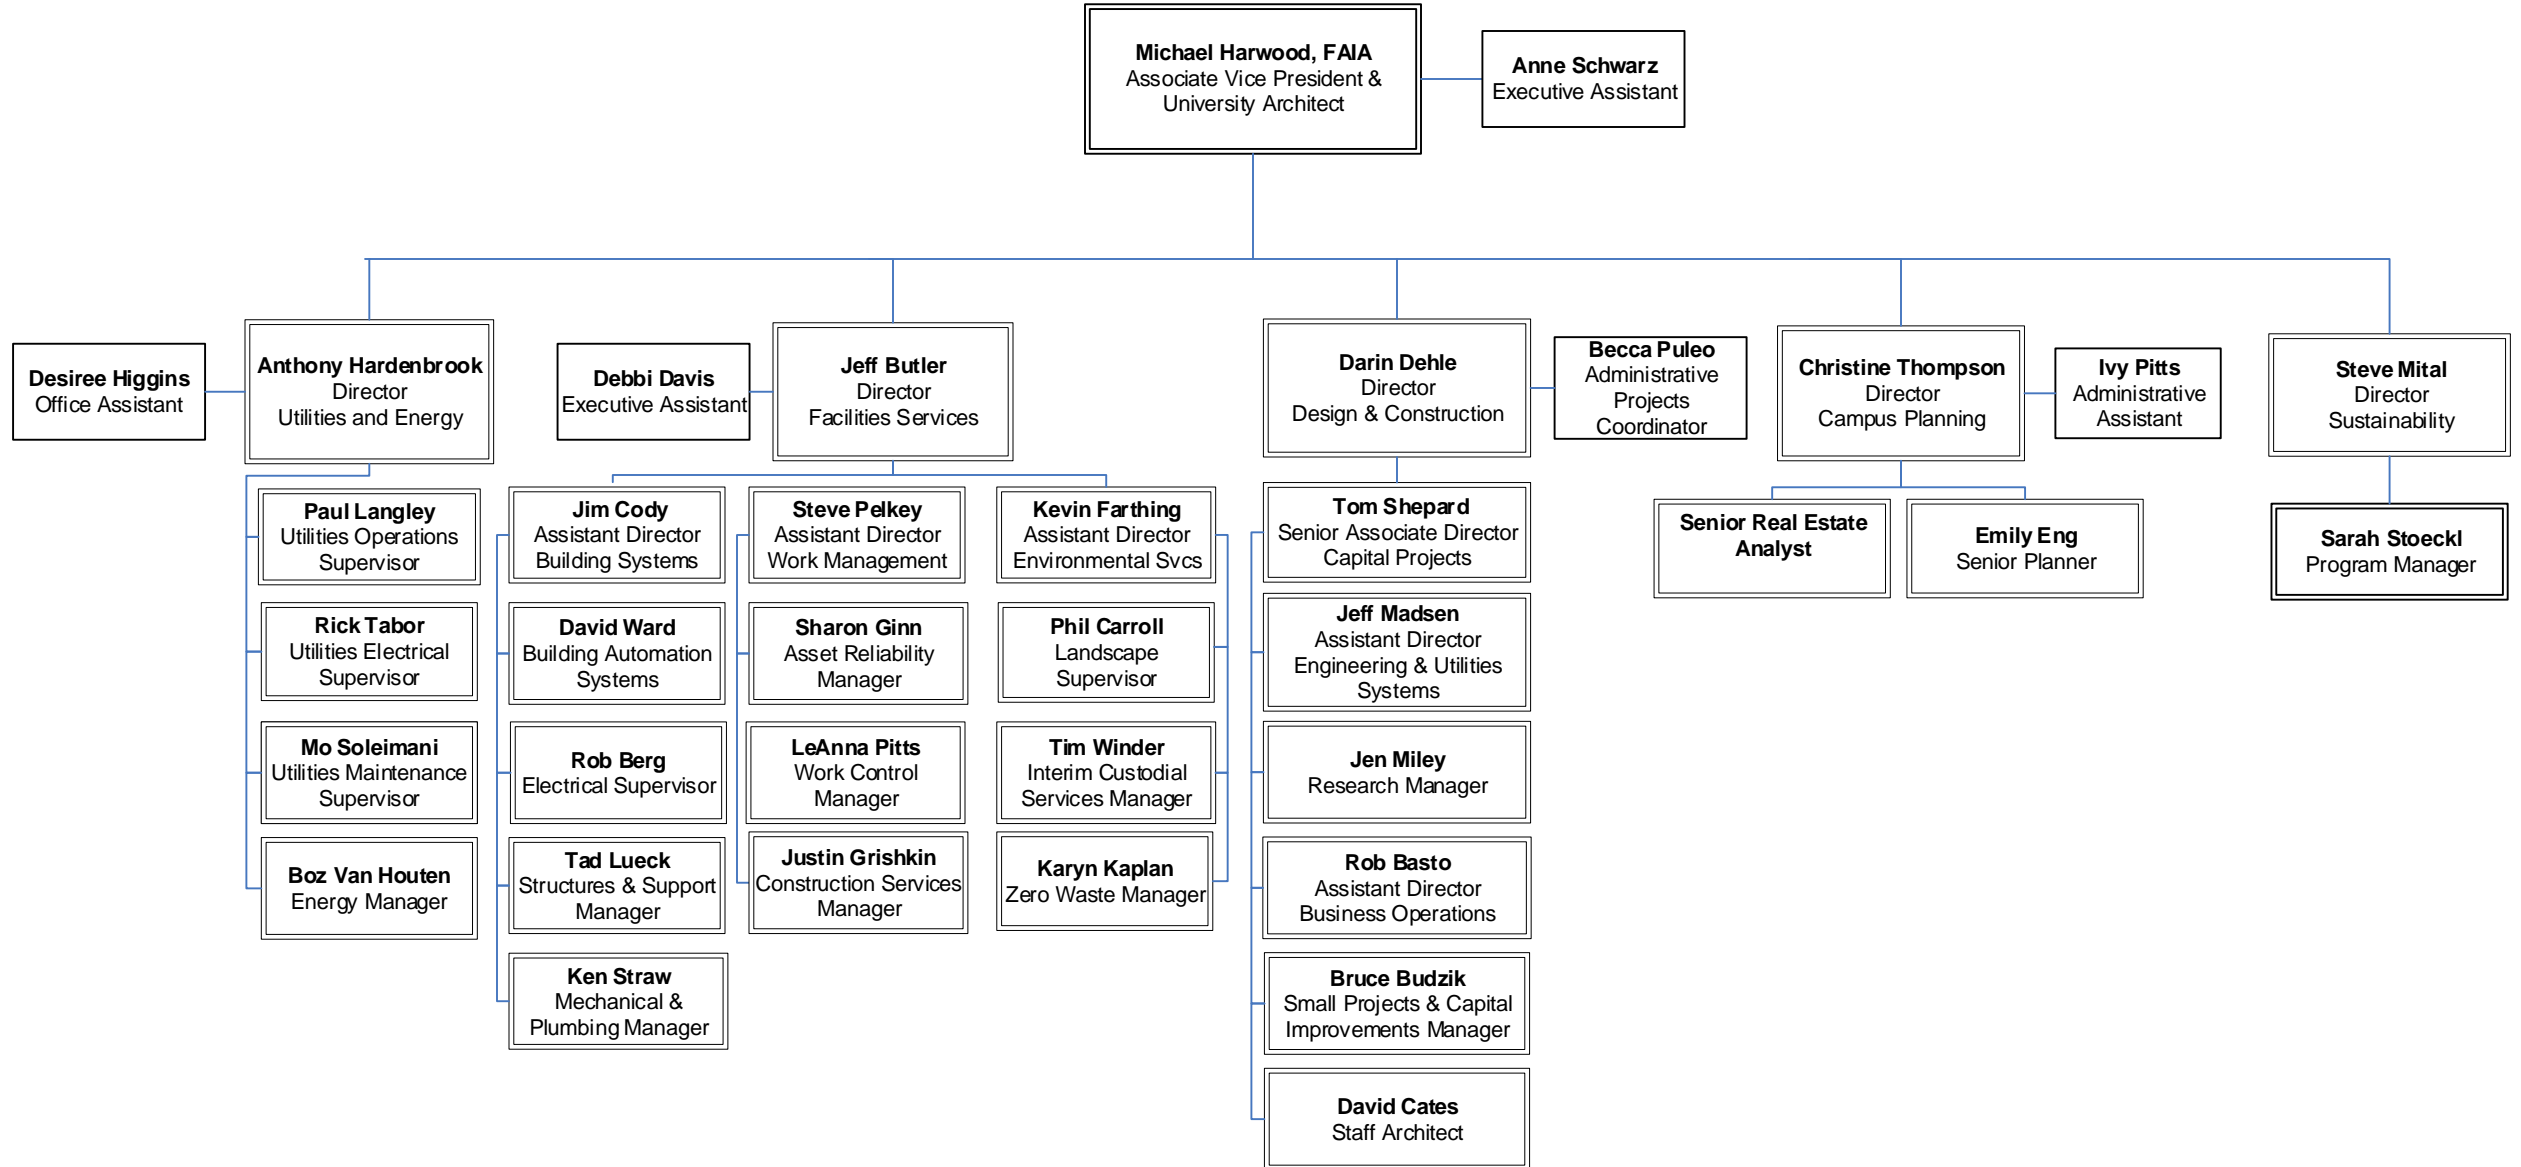 Michael Harwood, FAIA
Associate Vice President &
University Architect
Anne Schwarz
Executive Assistant
Desiree Higgins
Office Assistant
Anthony Hardenbrook
Director
Utilities and Energy
Debbi Davis
Executive Assistant
Jeff Butler
Director
Facilities Services
Darin Dehle
Director
Design & Construction
Becca Puleo
Administrative
Projects
Coordinator
Christine Thompson
Director
Campus Planning
Ivy Pitts
Administrative
Assistant
Steve Mital
Director
Sustainability
Paul Langley
Utilities Operations
Supervisor
Rick Tabor
Utilities Electrical
Supervisor
Mo Soleimani
Utilities Maintenance
Supervisor
Boz Van Houten
Energy Manager
Jim Cody
Assistant Director
Building Systems
David Ward
Building Automation
Systems
Rob Berg
Electrical Supervisor
Tad Lueck
Structures & Support
Manager
Ken Straw
Mechanical &
Plumbing Manager
Steve Pelkey
Assistant Director
Work Management
Sharon Ginn
Asset Reliability
Manager
LeAnna Pitts
Work Control
Manager
Justin Grishkin
Construction Services
Manager
Kevin Farthing
Assistant Director
Environmental Svcs
Phil Carroll
Landscape
Supervisor
Tim Winder
Interim Custodial
Services Manager
Karyn Kaplan
Zero Waste Manager
Tom Shepard
Senior Associate Director
Capital Projects
Jeff Madsen
Assistant Director
Engineering & Utilities
Systems
Jen Miley
Research Manager
Rob Basto
Assistant Director
Business Operations
Bruce Budzik
Small Projects & Capital
Improvements Manager
David Cates
Staff Architect
Senior Real Estate
Analyst
Emily Eng
Senior Planner
Sarah Stoeckl
Program Manager